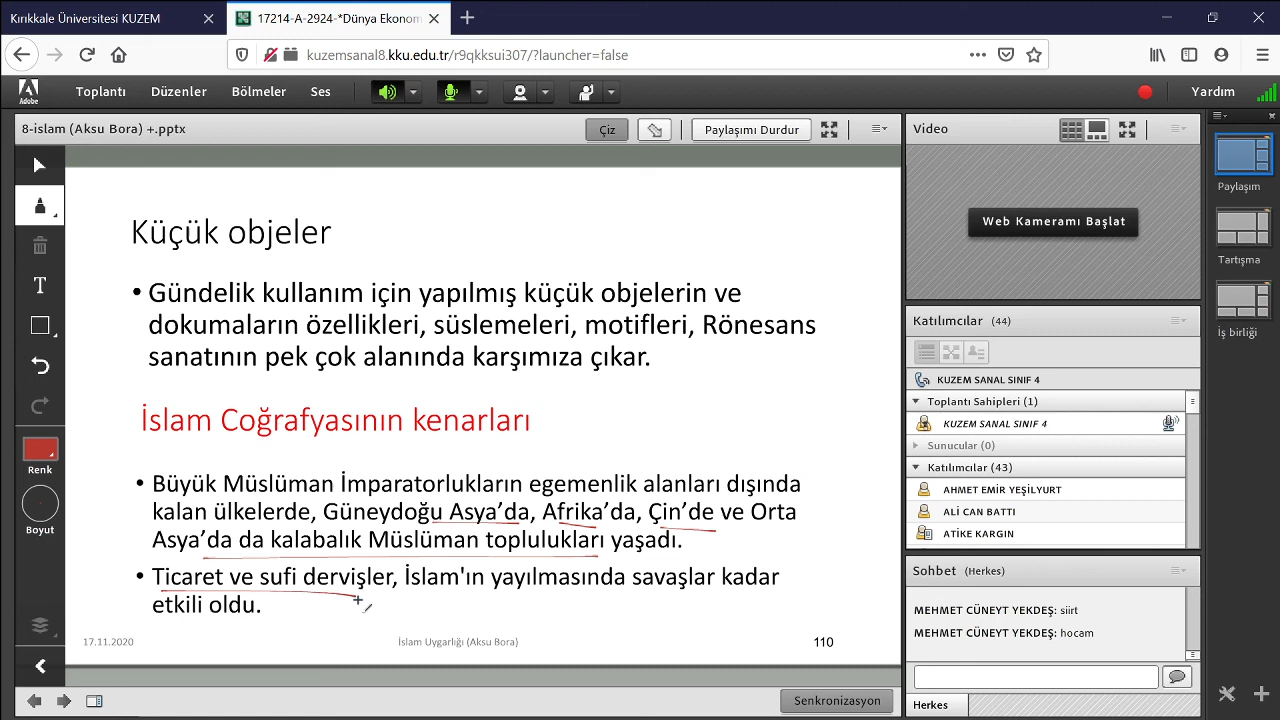 Kırıkkale Üniversitesi KUZEM
17214-A-2924-*Dünya Ekonom
kuzemsanal8.kku.edu.tr/r9qkksui307/?launcher=false
Adobe
Toplantı Düzenler Bölmeler Ses
Yardım
8-islam (Aksu Bora) +.pptx
Çiz
Paylaşımı Durdur
Küçük objeler
• Gündelik kullanım için yapılmış küçük objelerin ve
dokumaların özellikleri, süslemeleri, motifleri, Rönesans
sanatının pek çok alanında karşımıza çıkar.
İslam Coğrafyasının kenarları
• Büyük Müslüman İmparatorlukların egemenlik alanları dışında
kalan ülkelerde, Güneydoğu Asya’da, Afrika’da, Çin’de ve Orta
Asya’da da kalabalık Müslüman toplulukları yaşadı.
• Ticaret ve sufi dervişler, İslam'ın yayılmasında savaşlar kadar
etkili oldu.
17.11.2020
İslam Uygarlığı (Aksu Bora)
110
T
Renk
Boyut
Senkronizasyon
Video
Web Kameramı Başlat
Katılımcılar (44)
KUZEM SANAL SINIF 4
Toplantı Sahipleri (1)
KUZEM SANAL SINIF 4
Sunucular (0)
Katılımcılar (43)
AHMET EMIR YEŞİLYURT
ALİ CAN BATTI
ATİKE KARGIN
Sohbet (Herkes)
MEHMET CÜNEYT YEKDEŞ: siirt
MEHMET CÜNEYT YEKDEŞ: hocam
Herkes
Paylaşım
Tartışma
İş birliği